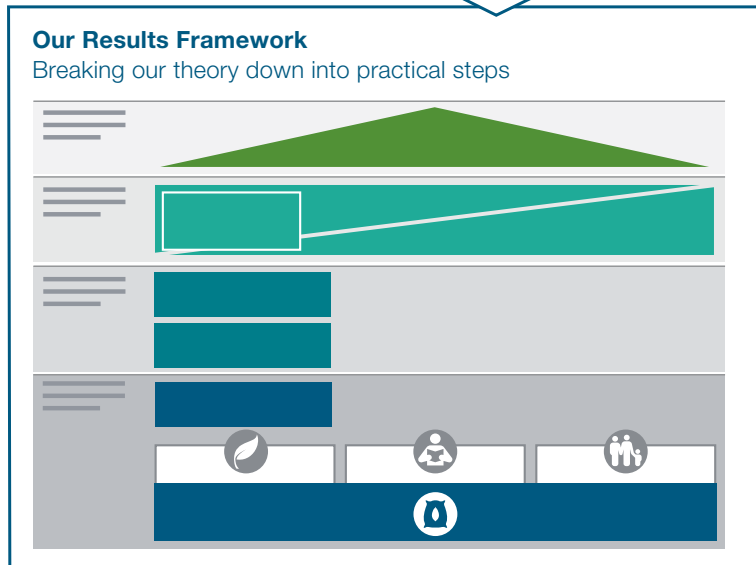 Our Results Framework
Breaking our theory down into practical steps